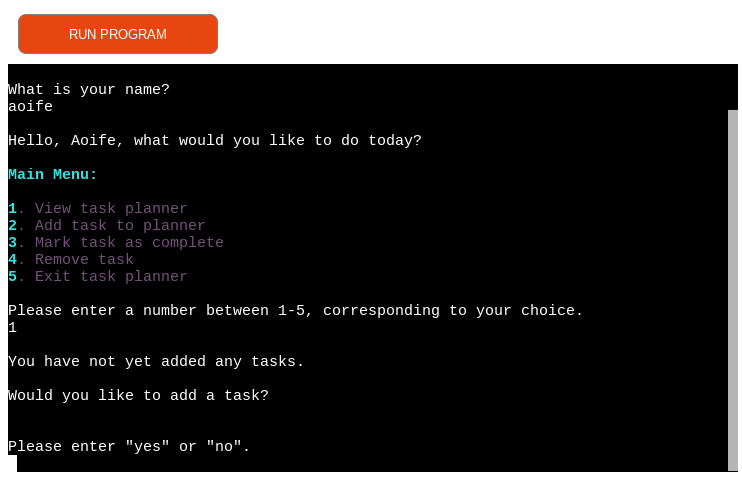 RUN PROGRAM
What is your name?
aoife
Hello, Aoife, what would you like to do today?
Main Menu:
1. View task planner
2. Add task to planner
3. Mark task as complete
4. Remove task
5. Exit task planner
Please enter a number between 1-5, corresponding to your choice.
1
You have not yet added any tasks.
Would you like to add a task?
Please enter "yes" or "no".